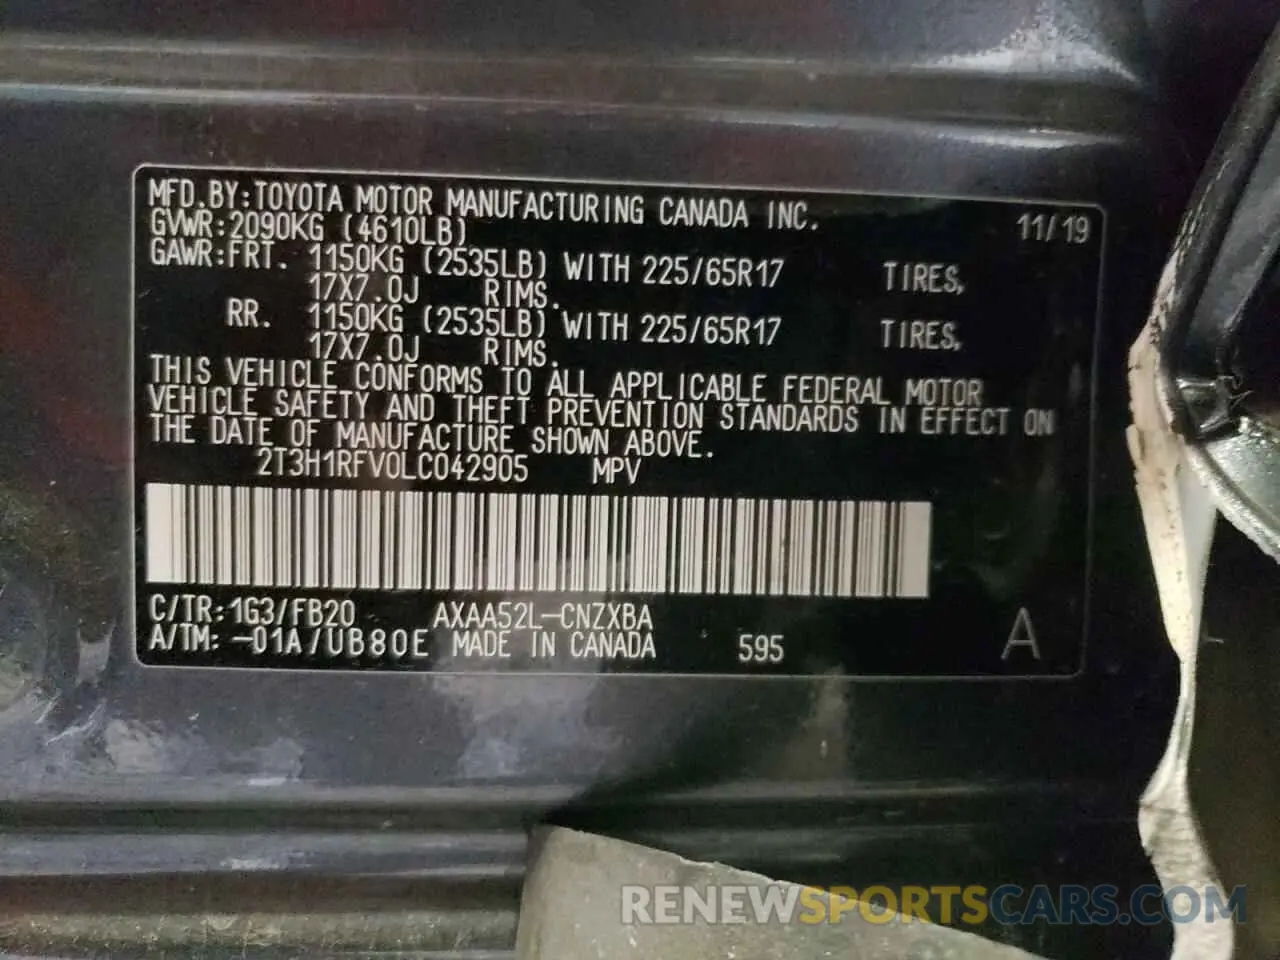 MFD.BY:TOYOTA MOTOR MANUFACTURING CANADA INC. 11/19
GVWR:2090KG (4610LB)
GAWR:FRT. 1150KG (2535LB) WITH 225/65R17 TIRES,
17X7.0J RIMS.
RR. 1150KG (2535LB) WITH 225/65R17 TIRES,
17X7.0J RIMS.
THIS VEHICLE CONFORMS TO ALL APPLICABLE FEDERAL MOTOR
VEHICLE SAFETY AND THEFT PREVENTION STANDARDS IN EFFECT ON
THE DATE OF MANUFACTURE SHOWN ABOVE.
2T3H1RFV0LC042905 MPV
C/TR:1G3/FB20 AXAA52L-CNZXBA
A/TM:-01A/UB80E MADE IN CANADA 595 A
RENEWSPORTSCARS.COM